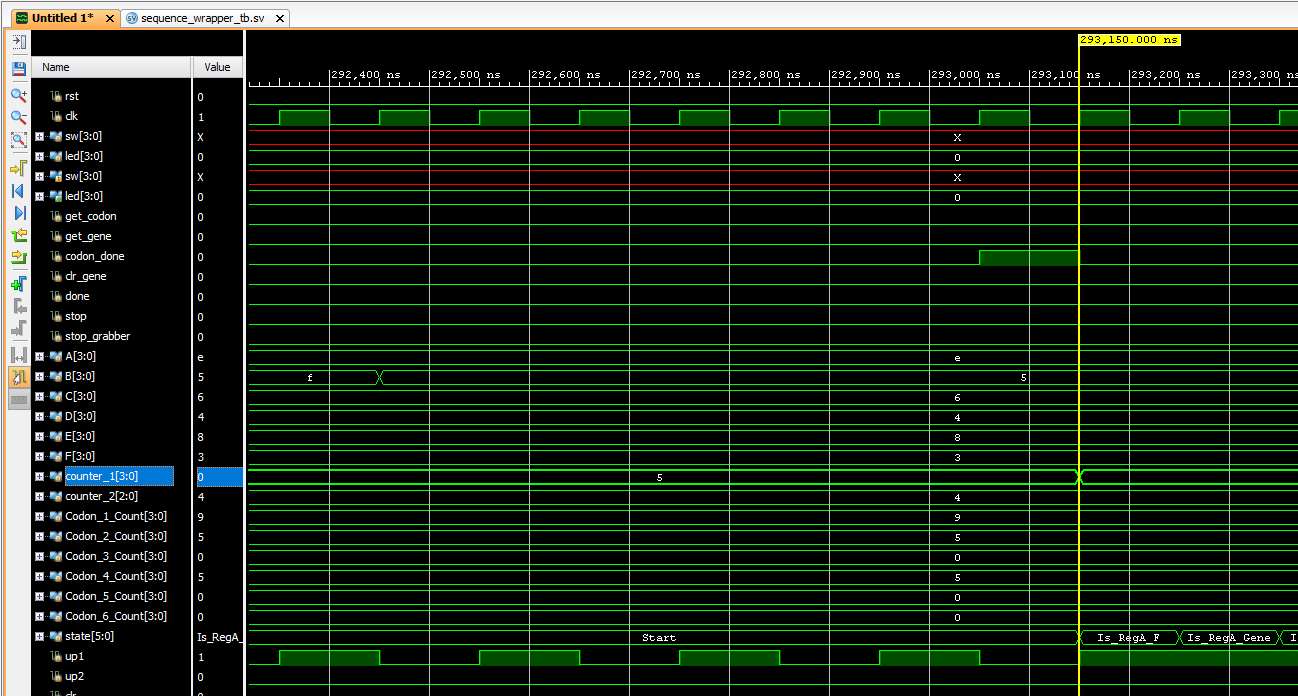 Untitled 1* × sequence_wrapper_tb.sv ×
293,150.000 ns
Name Value
292,400 ns 292,500 ns 292,600 ns 292,700 ns 292,800 ns 292,900 ns 293,000 ns 293,100 ns 293,200 ns 293,300 ns
rst 0
clk 1
sw[3:0] X X
led[3:0] 0 0
sw[3:0] X X
led[3:0] 0 0
get_codon 0
get_gene 0
codon_done 0
clr_gene 0
done 0
stop 0
stop_grabber 0
A[3:0] e e
B[3:0] 5 f 5
C[3:0] 6 6
D[3:0] 4 4
E[3:0] 8 8
F[3:0] 3 3
counter_1[3:0] 0 5
counter_2[2:0] 4 4
Codon_1_Count[3:0] 9 9
Codon_2_Count[3:0] 5 5
Codon_3_Count[3:0] 0 0
Codon_4_Count[3:0] 5 5
Codon_5_Count[3:0] 0 0
Codon_6_Count[3:0] 0 0
state[5:0] Is_RegA_ Start Is_RegA_F Is_RegA_Gene I
up1 1
up2 0